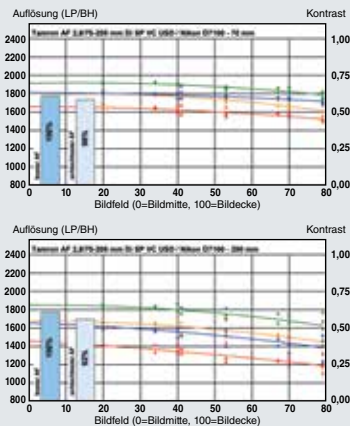 Auflösung (LP/BH) Kontrast
Tamron AF 2,8/70-200 mm Di SP VC USD / Nikon D7100 - 70 mm
2400 1,00
2200
2000 0,75
1800
1600 0,50
1400
1200 0,25
1000
800 0,00
100%
0 10 20 30 40 50 60 70 80
Bildfeld (0=Bildmitte, 100=Bildecke)
Auflösung (LP/BH) Kontrast
Tamron AF 2,8/70-200 mm Di SP VC USD / Nikon D7100 - 200 mm
2400 1,00
2200
2000 0,75
1800
1600 0,50
1400
1200 0,25
1000
800 0,00
100%
92%
0 10 20 30 40 50 60 70 80
Bildfeld (0=Bildmitte, 100=Bildecke)